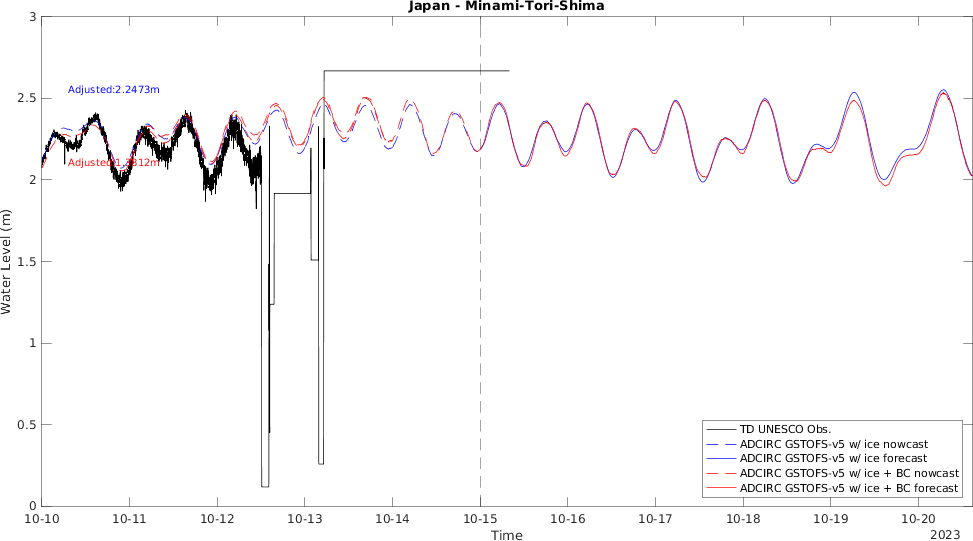 Japan - Minami-Tori-Shima
3
2.5
2
1.5
1
0.5
0
Water Level (m)
Adjusted:2.2473m
10-10
10-11
10-12
10-13
10-14
10-15
10-16
10-17
10-18
10-19
10-20
Time
2023
TD UNESCO Obs.
ADCIRC GSTOFS-v5 w/ ice nowcast
ADCIRC GSTOFS-v5 w/ ice forecast
ADCIRC GSTOFS-v5 w/ ice + BC nowcast
ADCIRC GSTOFS-v5 w/ ice + BC forecast